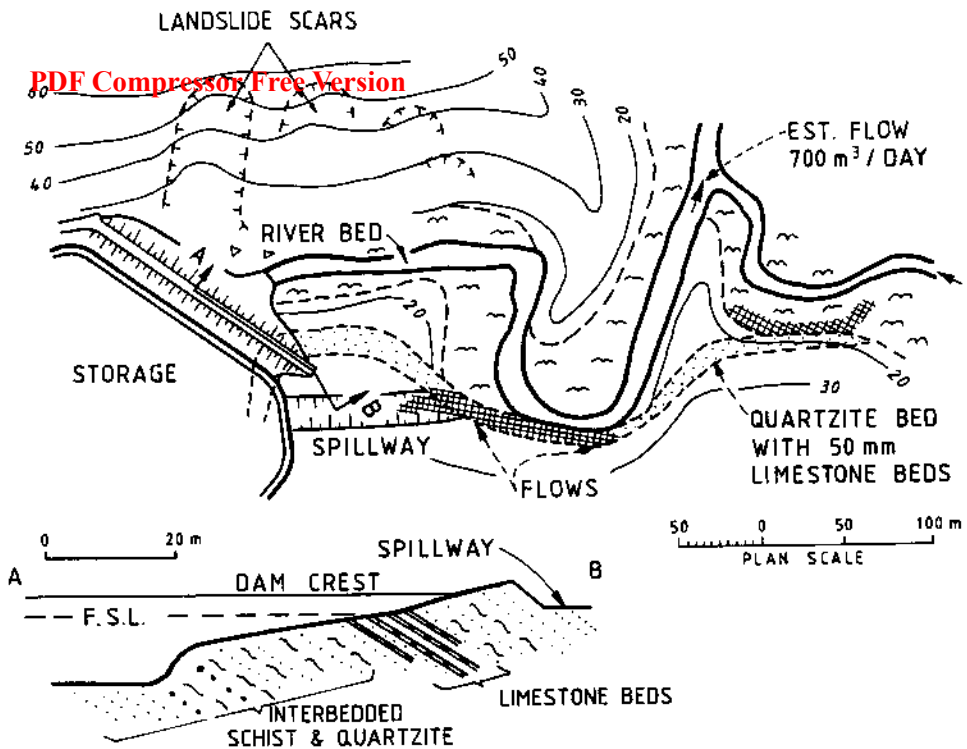 LANDSLIDE SCARS
PDF Compressor Free Version
60
50
40
50
40
30
20
EST. FLOW
700 m³ / DAY
RIVER BED
A
20
STORAGE
B
SPILLWAY
FLOWS
30
20
QUARTZITE BED
WITH 50 mm
LIMESTONE BEDS
0 20 m
50 0 50 100 m
PLAN SCALE
SPILLWAY
A B
DAM CREST
F.S.L.
LIMESTONE BEDS
INTERBEDDED
SCHIST & QUARTZITE